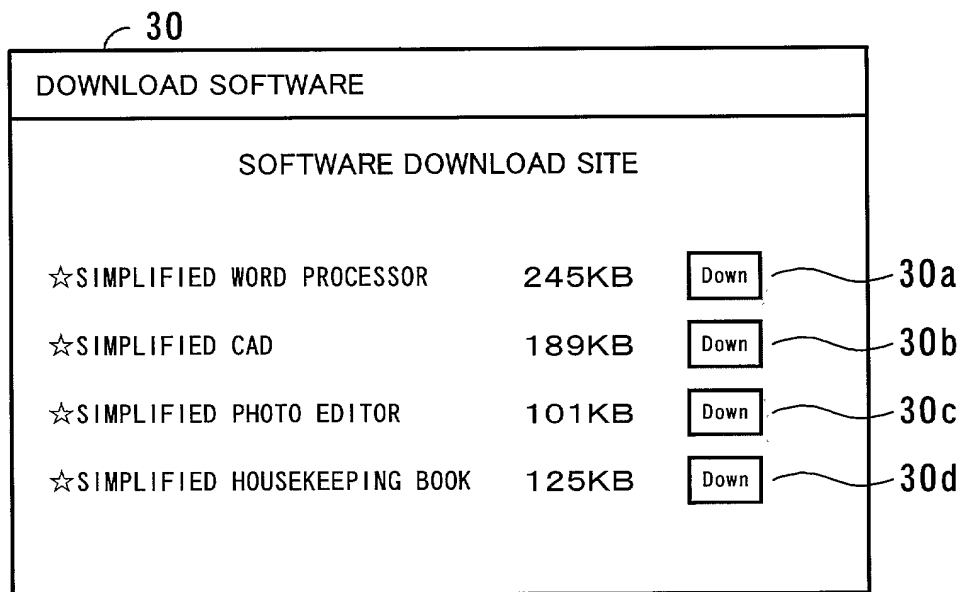 30
DOWNLOAD SOFTWARE
SOFTWARE DOWNLOAD SITE
☆SIMPLIFIED WORD PROCESSOR 245KB Down 30a
☆SIMPLIFIED CAD 189KB Down 30b
☆SIMPLIFIED PHOTO EDITOR 101KB Down 30c
☆SIMPLIFIED HOUSEKEEPING BOOK 125KB Down 30d